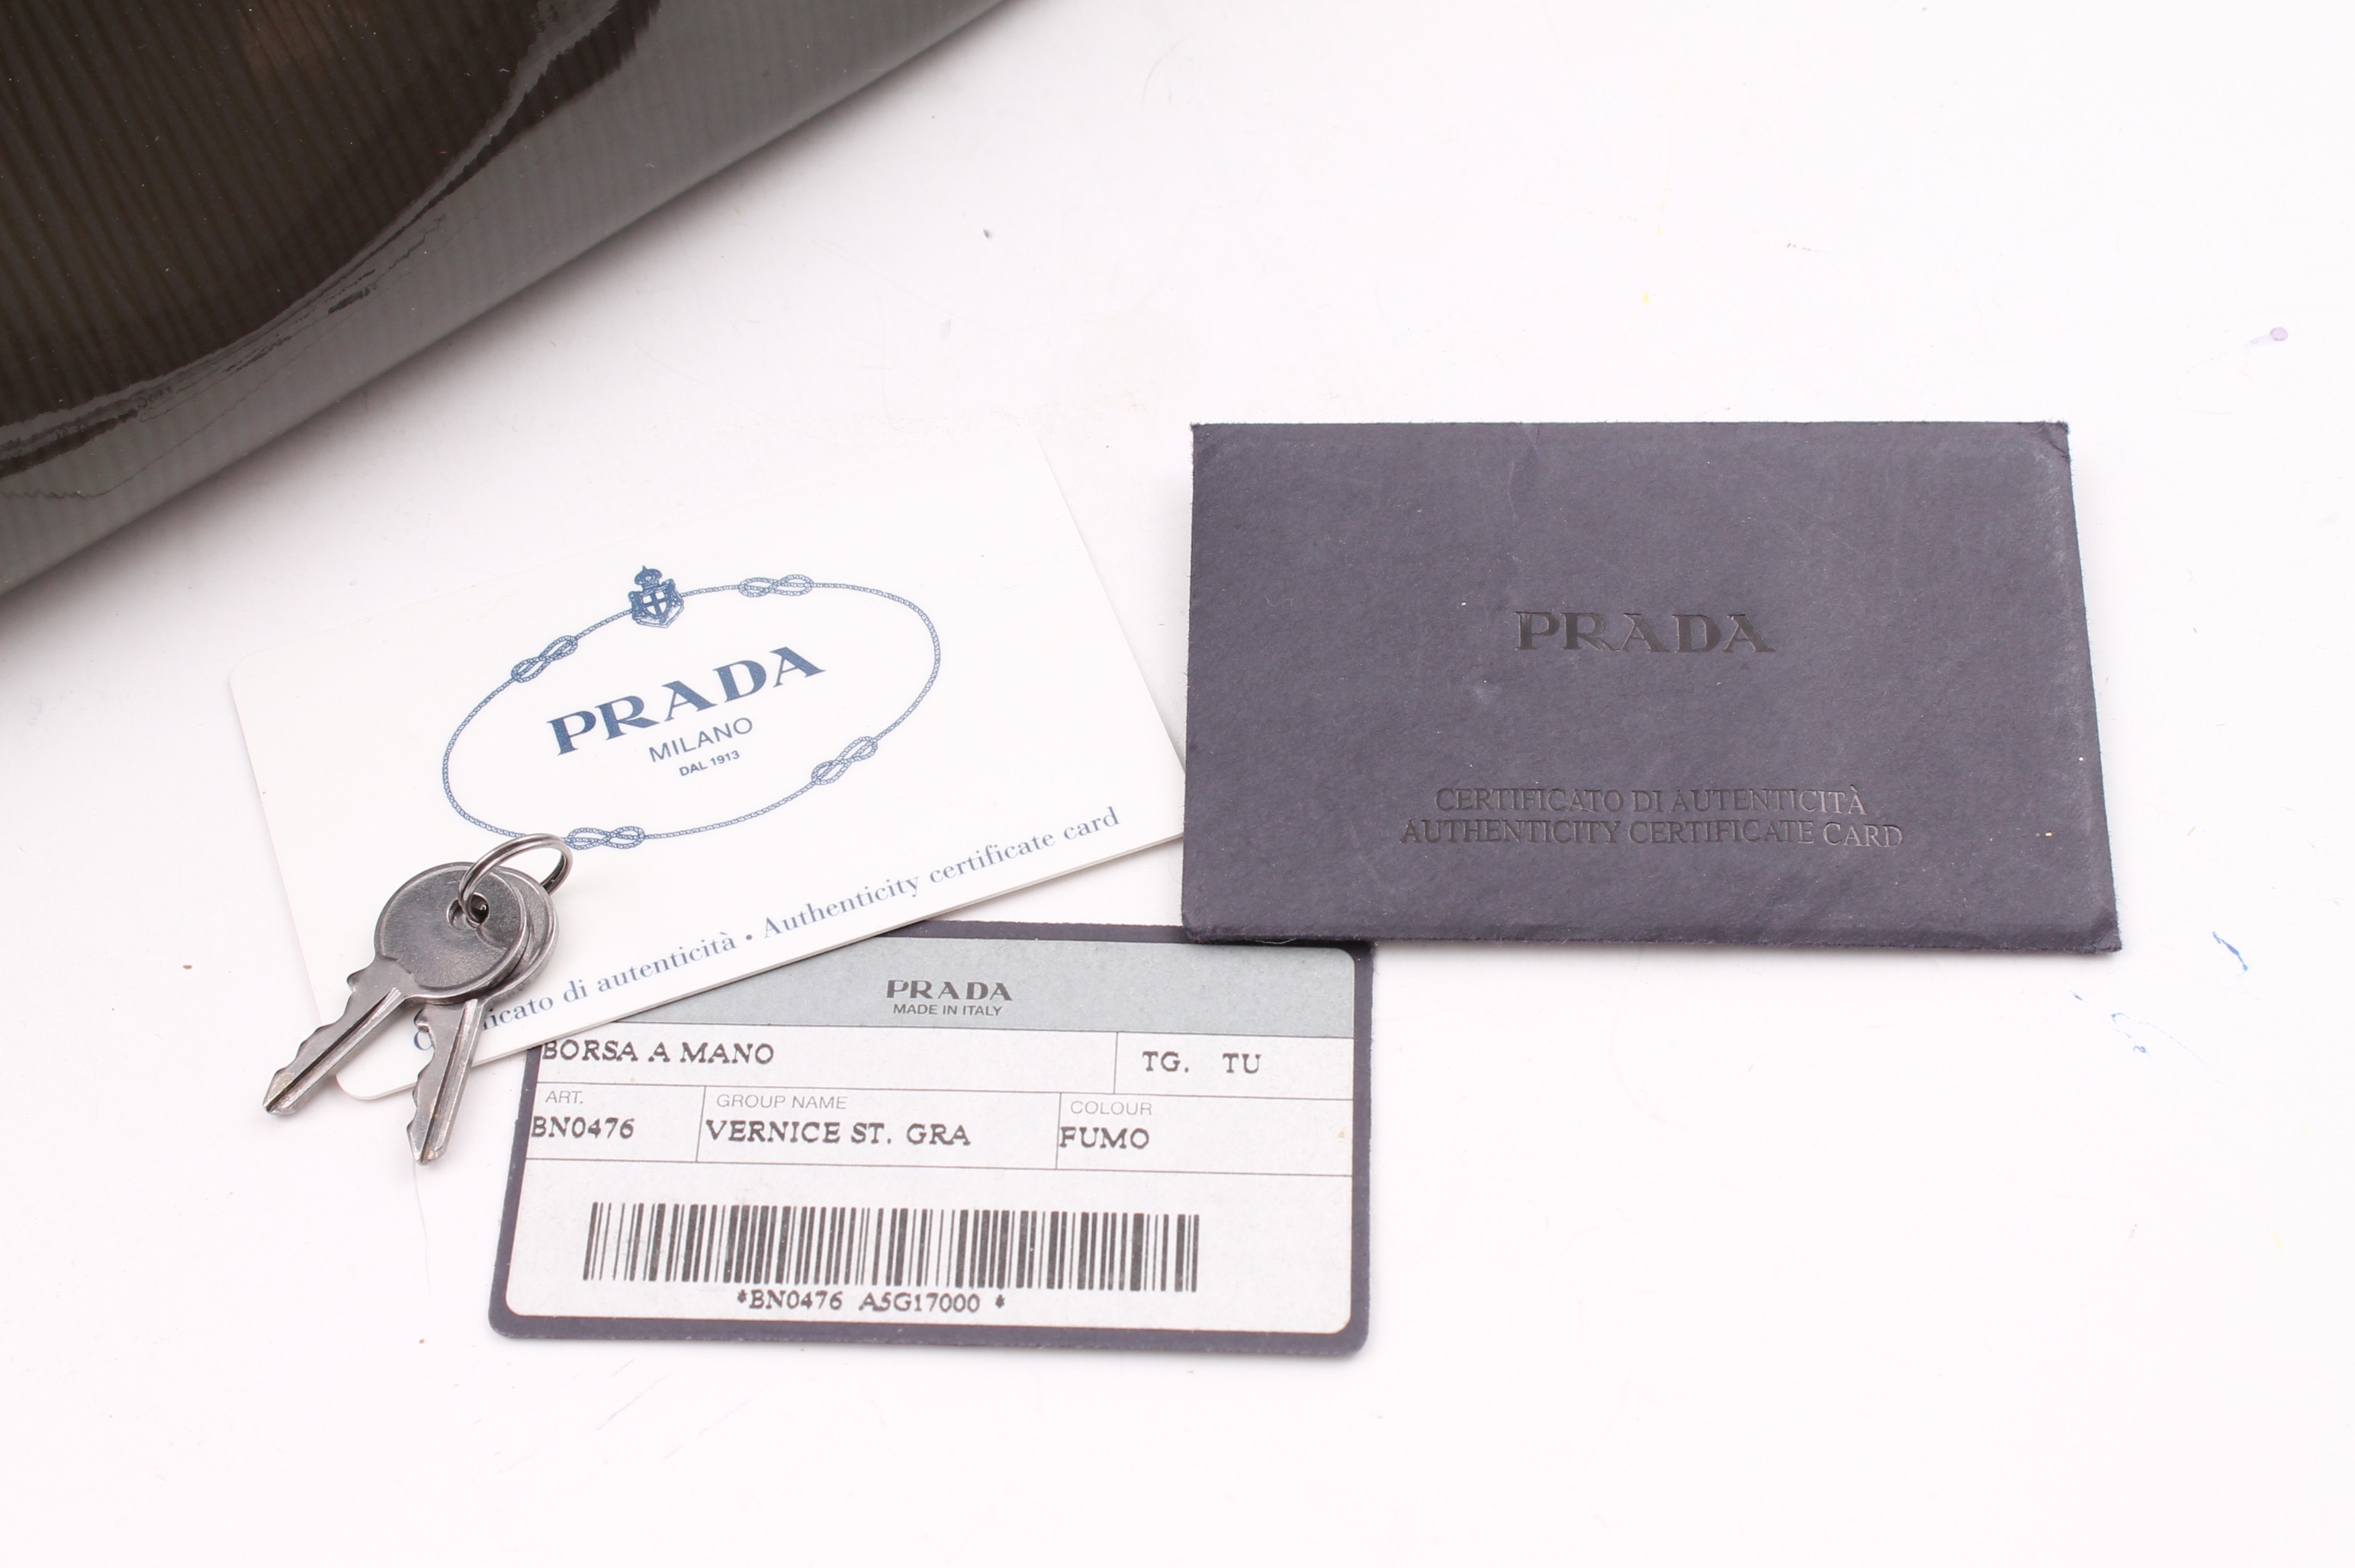 PRADA
MILANO
DAL 1913
icato di autenticità • Authenticity certificate card
PRADA
CERTIFICATO DI AUTENTICITÀ
AUTHENTICITY CERTIFICATE CARD
PRADA
MADE IN ITALY
BORSA A MANO TG. TU
ART. GROUP NAME COLOUR
BN0476 VERNICE ST. GRA FUMO
*BN0476 A5G17000 *